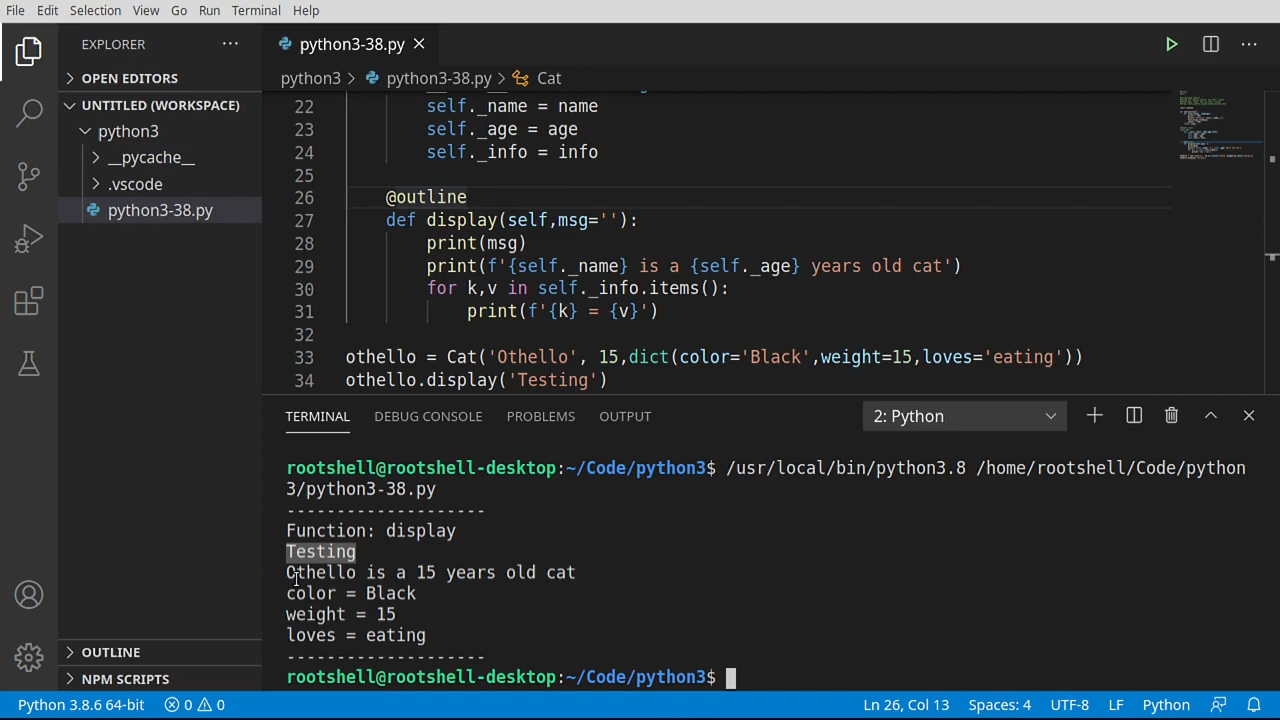 File Edit Selection View Go Run Terminal Help
EXPLORER
OPEN EDITORS
UNTITLED (WORKSPACE)
python3
__pycache__
.vscode
python3-38.py
OUTLINE
NPM SCRIPTS
python3-38.py
python3 > python3-38.py > Cat
22 self._name = name
23 self._age = age
24 self._info = info
25
26 @outline
27 def display(self,msg=''):
28 print(msg)
29 print(f'{self._name} is a {self._age} years old cat')
30 for k,v in self._info.items():
31 print(f'{k} = {v}')
32
33 othello = Cat('Othello', 15,dict(color='Black',weight=15,loves='eating'))
34 othello.display('Testing')
TERMINAL DEBUG CONSOLE PROBLEMS OUTPUT 2: Python
rootshell@rootshell-desktop:~/Code/python3$ /usr/local/bin/python3.8 /home/rootshell/Code/python
3/python3-38.py
--------------------
Function: display
Testing
Othello is a 15 years old cat
color = Black
weight = 15
loves = eating
--------------------
rootshell@rootshell-desktop:~/Code/python3$
Python 3.8.6 64-bit 0 0 Ln 26, Col 13 Spaces: 4 UTF-8 LF Python